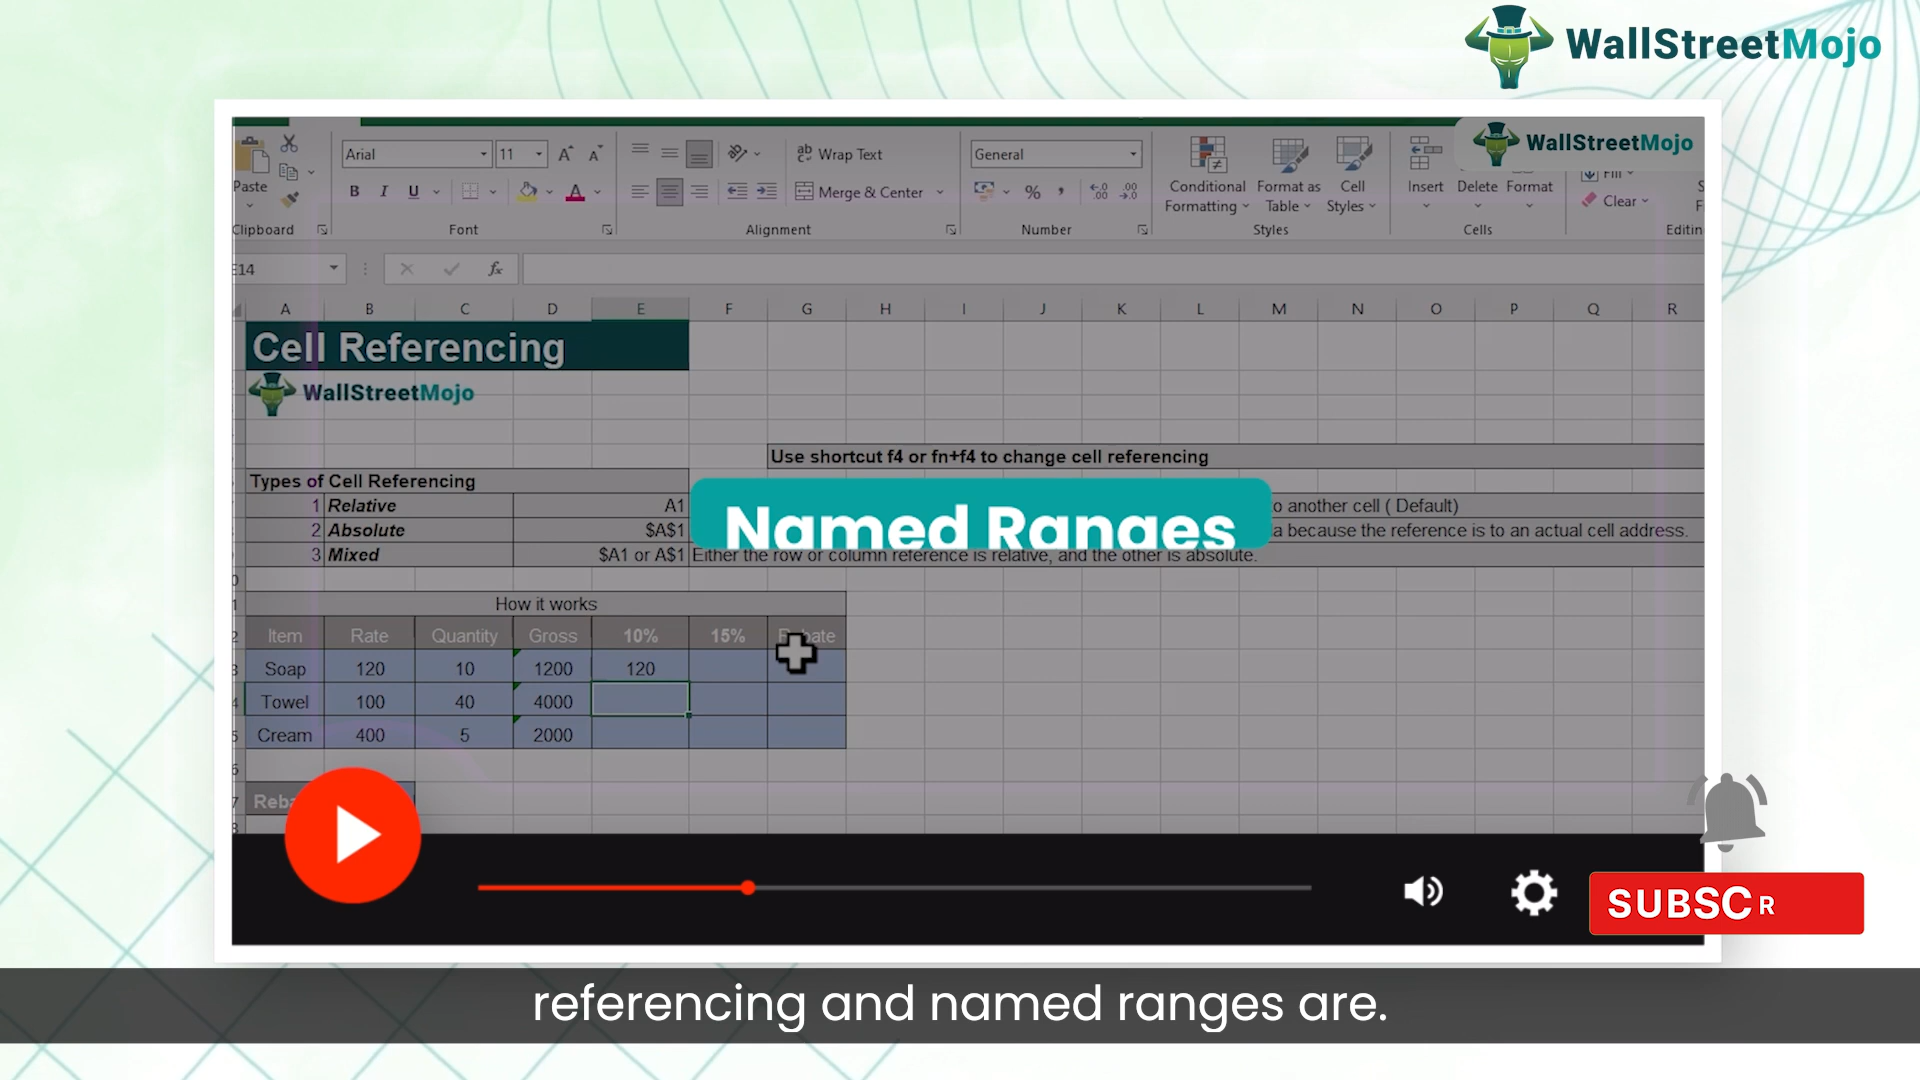 WallStreetMojo
WallStreetMojo
Paste
Arial
11
Wrap Text
General
B I U
Merge & Center
Conditional Formatting
Format as Table
Cell Styles
Insert
Delete
Format
Fill
Clear
Clipboard
Font
Alignment
Number
Styles
Cells
E14
fx
A B C D E F G H I J K L M N O P Q R
Cell Referencing
WallStreetMojo
Use shortcut f4 or fn+f4 to change cell referencing
Types of Cell Referencing
1 Relative A1 to another cell ( Default)
2 Absolute $A$1 a because the reference is to an actual cell address.
3 Mixed $A1 or A$1 Either the row or column reference is relative, and the other is absolute.
Named Ranges
How it works
Item Rate Quantity Gross 10% 15% Rebate
Soap 120 10 1200 120
Towel 100 40 4000
Cream 400 5 2000
SUBSCR
referencing and named ranges are.